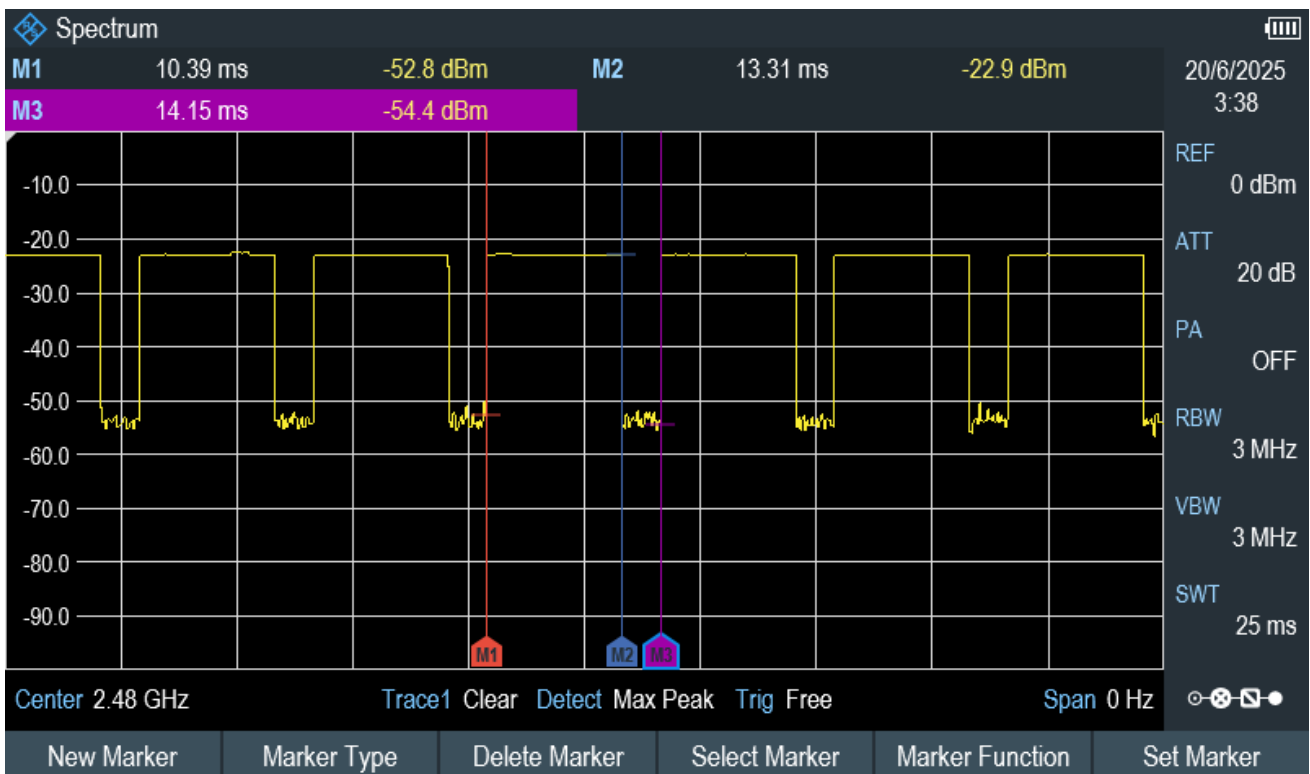 Spectrum
M1 10.39 ms -52.8 dBm M2 13.31 ms -22.9 dBm
M3 14.15 ms -54.4 dBm
20/6/2025
3:38
-10.0
-20.0
-30.0
-40.0
-50.0
-60.0
-70.0
-80.0
-90.0
M1 M2 M3
REF
0 dBm
ATT
20 dB
PA
OFF
RBW
3 MHz
VBW
3 MHz
SWT
25 ms
Center 2.48 GHz Trace1 Clear Detect Max Peak Trig Free Span 0 Hz
New Marker Marker Type Delete Marker Select Marker Marker Function Set Marker